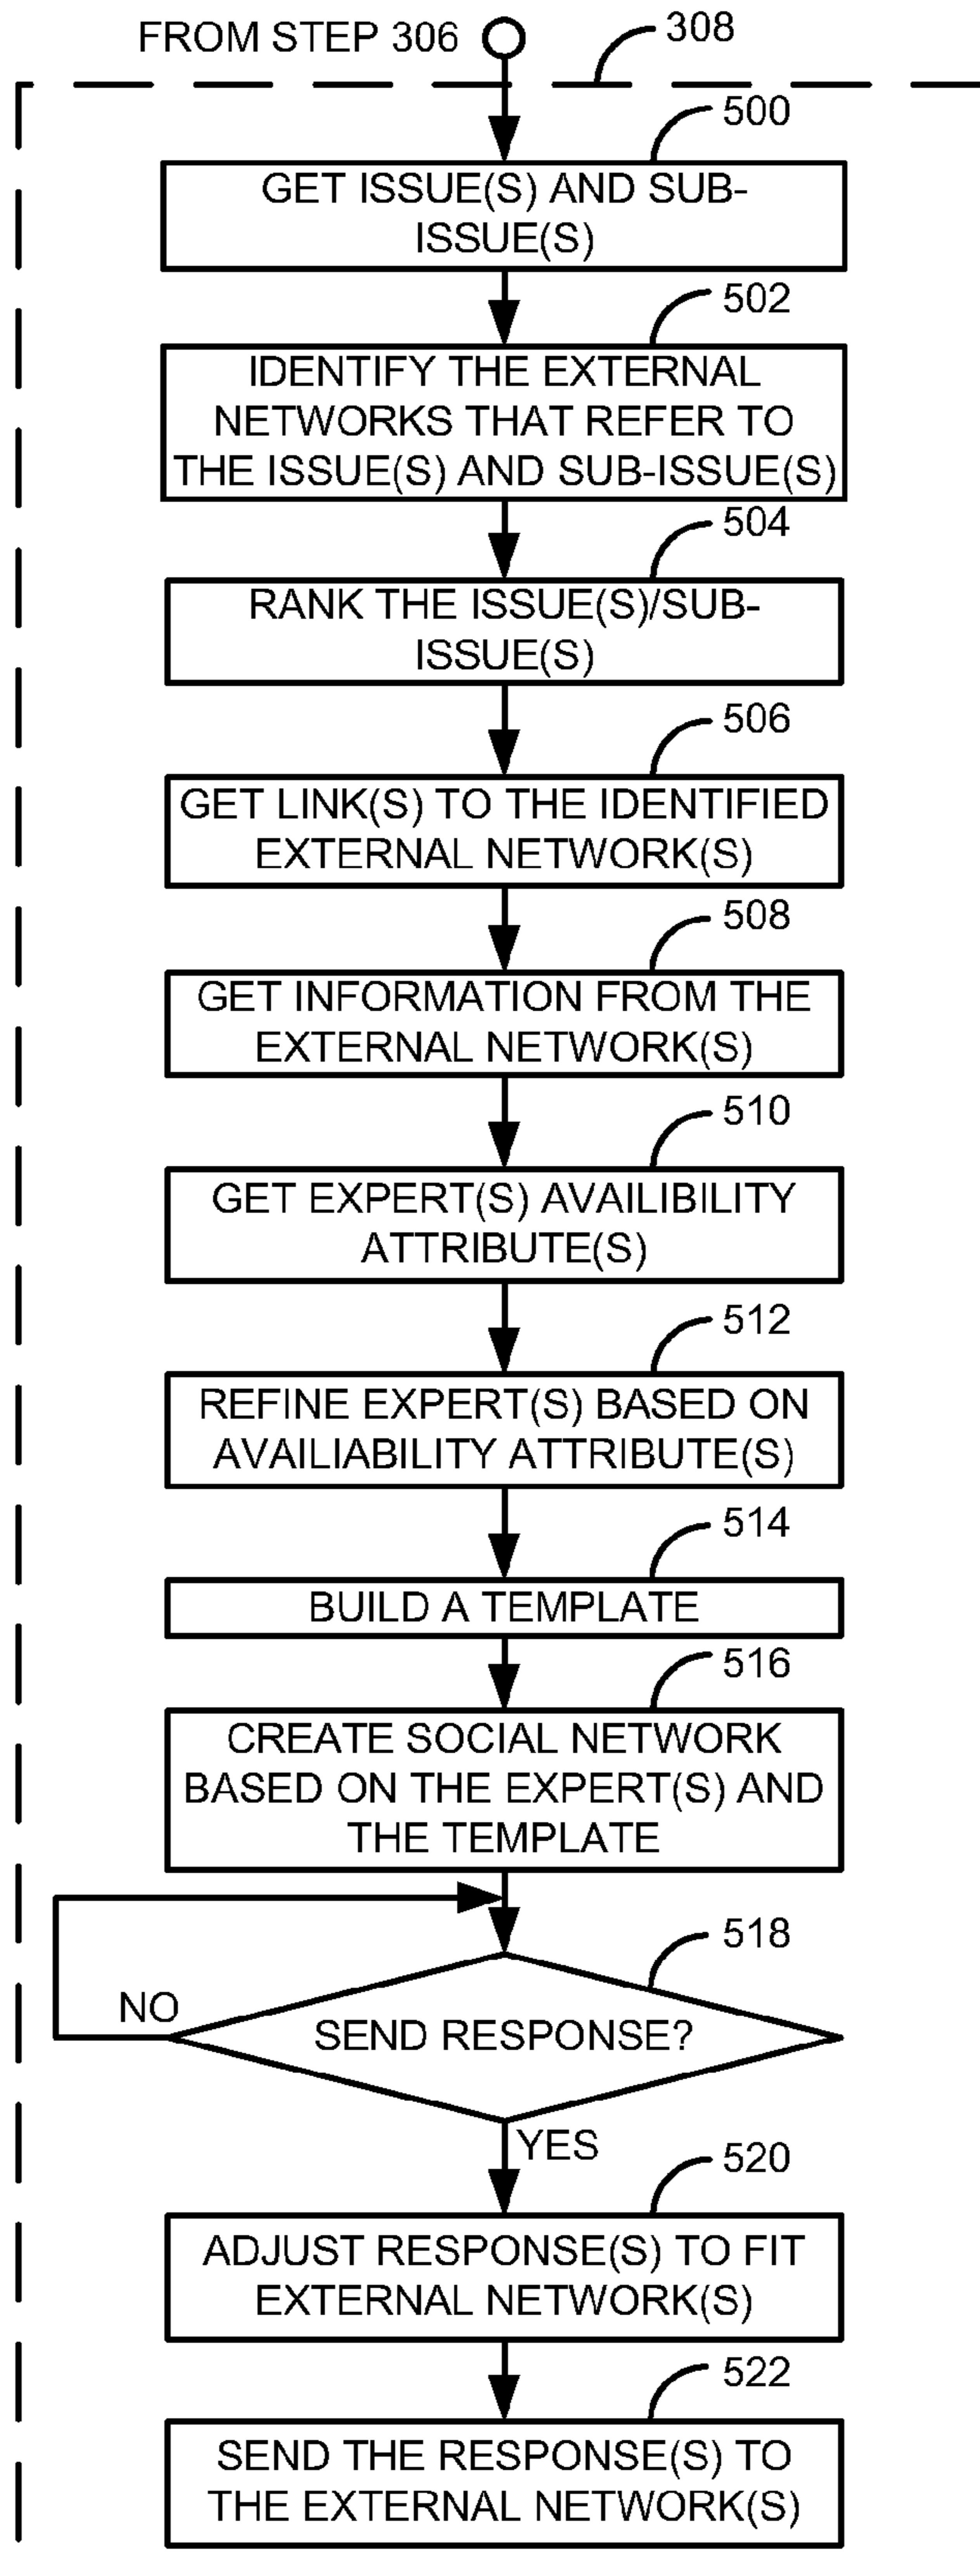 FROM STEP 306
308
500
GET ISSUE(S) AND SUB-
ISSUE(S)
502
IDENTIFY THE EXTERNAL
NETWORKS THAT REFER TO
THE ISSUE(S) AND SUB-ISSUE(S)
504
RANK THE ISSUE(S)/SUB-
ISSUE(S)
506
GET LINK(S) TO THE IDENTIFIED
EXTERNAL NETWORK(S)
508
GET INFORMATION FROM THE
EXTERNAL NETWORK(S)
510
GET EXPERT(S) AVAILIBILITY
ATTRIBUTE(S)
512
REFINE EXPERT(S) BASED ON
AVAILIABILITY ATTRIBUTE(S)
514
BUILD A TEMPLATE
516
CREATE SOCIAL NETWORK
BASED ON THE EXPERT(S) AND
THE TEMPLATE
518
NO
SEND RESPONSE?
YES
520
ADJUST RESPONSE(S) TO FIT
EXTERNAL NETWORK(S)
522
SEND THE RESPONSE(S) TO
THE EXTERNAL NETWORK(S)